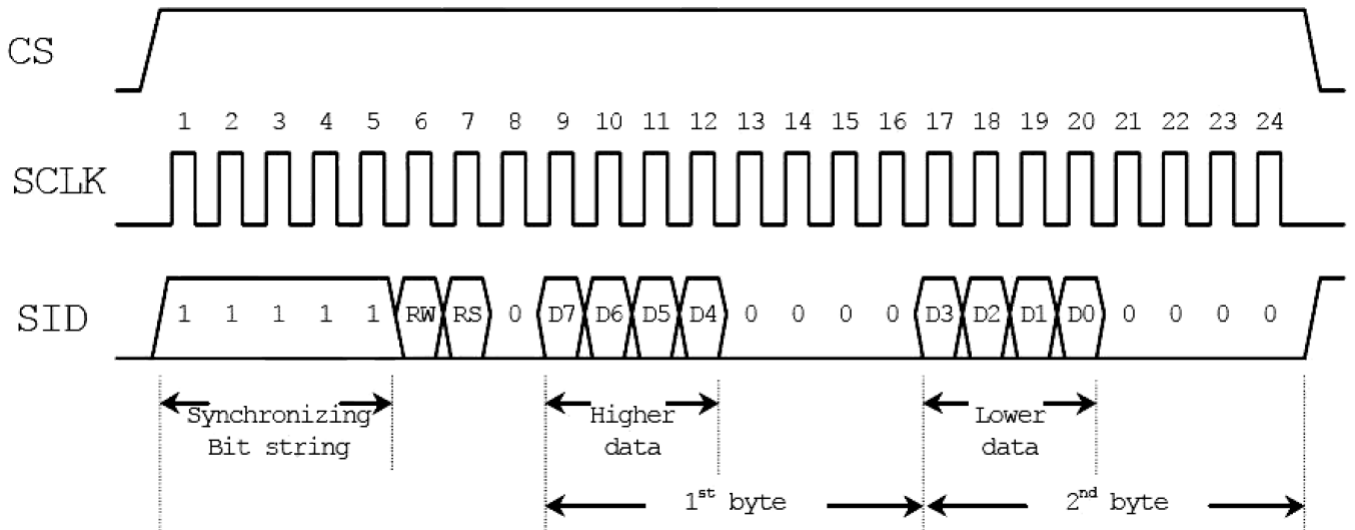 CS
1 2 3 4 5 6 7 8 9 10 11 12 13 14 15 16 17 18 19 20 21 22 23 24
SCLK
SID
1 1 1 1 1 RW RS 0 D7 D6 D5 D4 0 0 0 0 D3 D2 D1 D0 0 0 0 0
Synchronizing
Bit string
Higher
data
Lower
data
1st byte
2nd byte